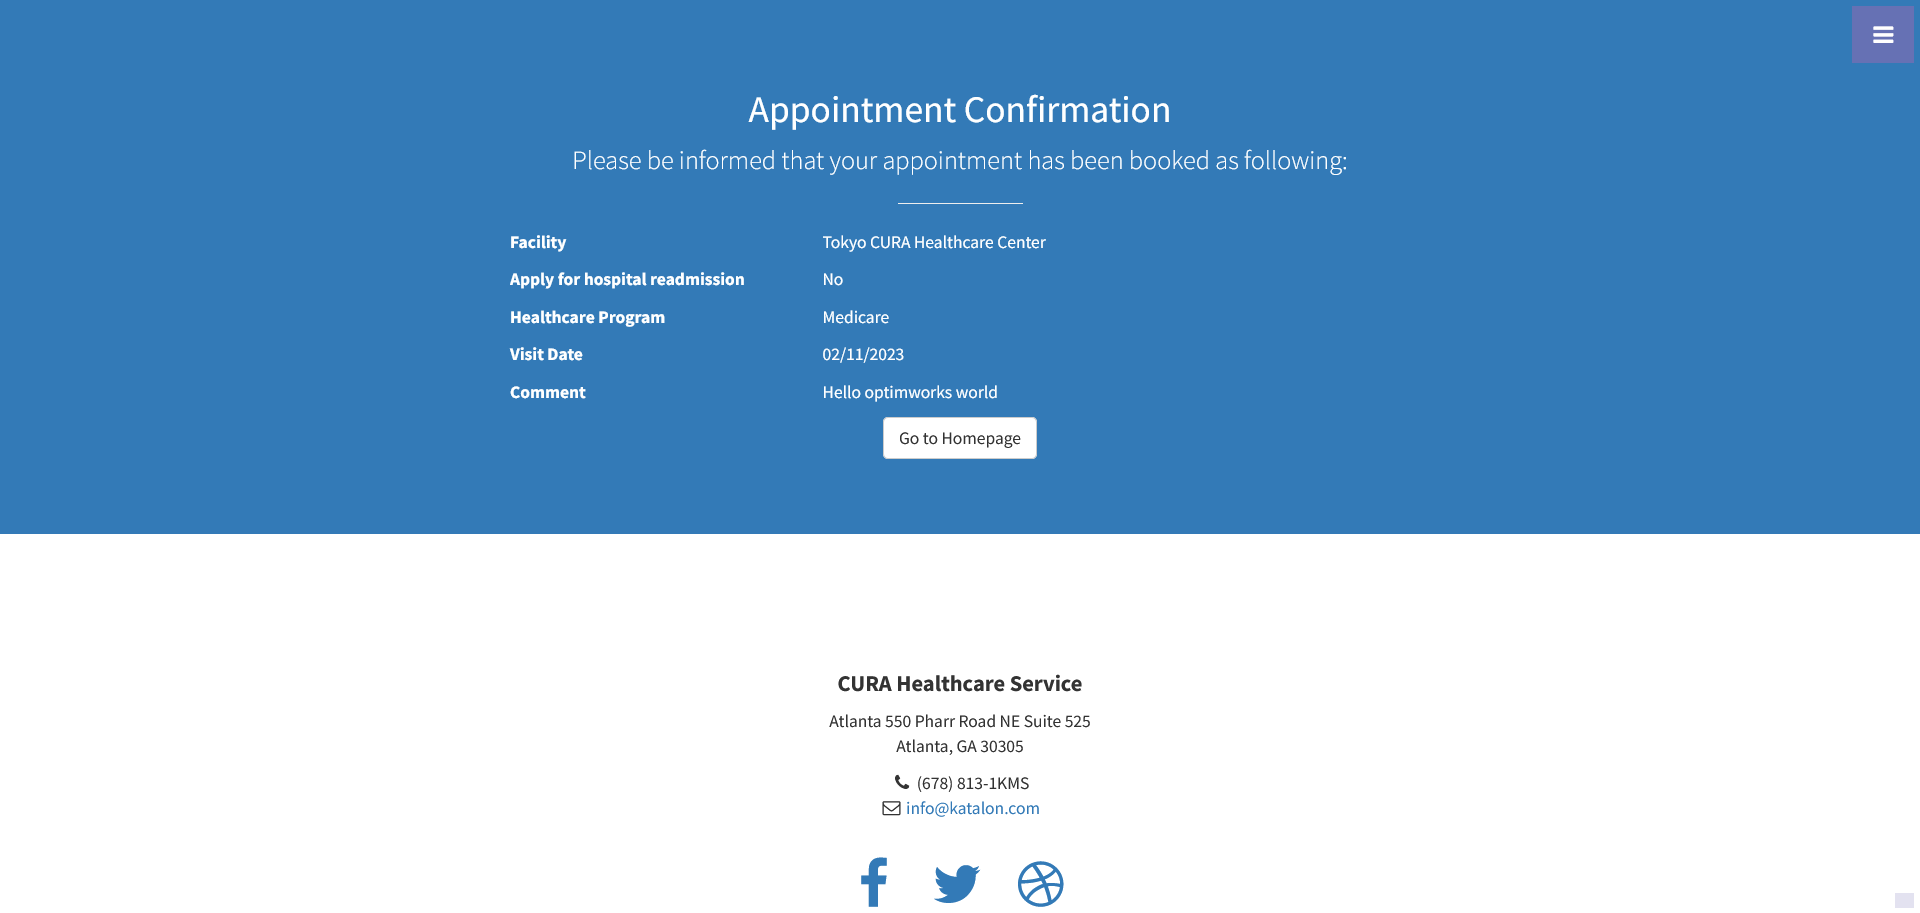 Appointment Confirmation
Please be informed that your appointment has been booked as following:
Facility Tokyo CURA Healthcare Center
Apply for hospital readmission No
Healthcare Program Medicare
Visit Date 02/11/2023
Comment Hello optimworks world
Go to Homepage
CURA Healthcare Service
Atlanta 550 Pharr Road NE Suite 525
Atlanta, GA 30305
(678) 813-1KMS
info@katalon.com